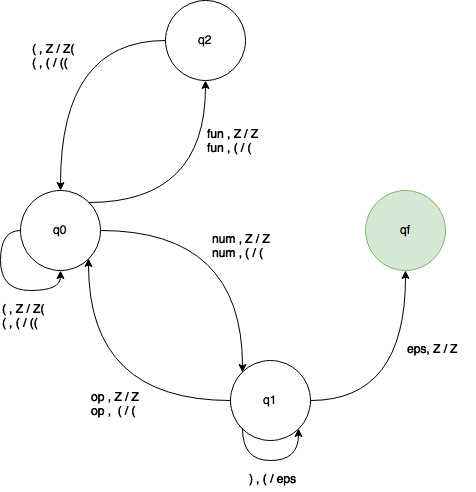 q2
( , Z / Z(
( , ( / ((
fun , Z / Z
fun , ( / (
q0
qf
num , Z / Z
num , ( / (
( , Z / Z(
( , ( / ((
eps, Z / Z
op , Z / Z
op ,  ( / (
q1
) , ( / eps